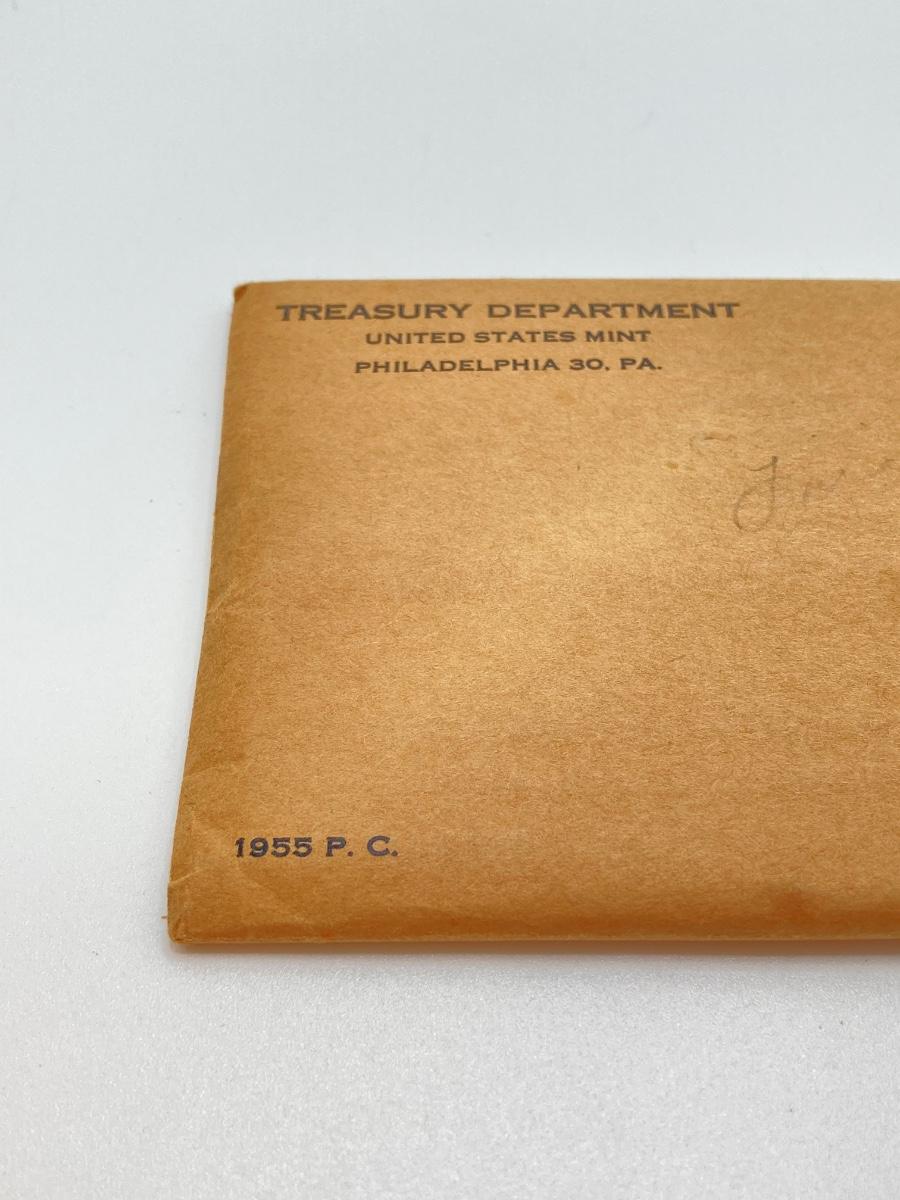 TREASURY DEPARTMENT
UNITED STATES MINT
PHILADELPHIA 30, PA.
1955 P. C.